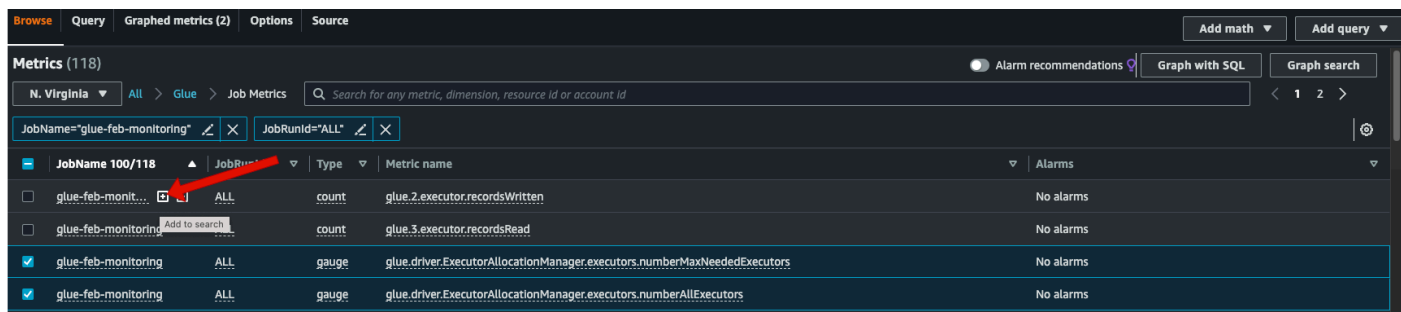 Browse Query Graphed metrics (2) Options Source
Add math Add query
Metrics (118)
Alarm recommendations Graph with SQL Graph search
N. Virginia All > Glue > Job Metrics Search for any metric, dimension, resource id or account id < 1 2 >
JobName="glue-feb-monitoring" JobRunId="ALL"
JobName 100/118 Type Metric name Alarms
glue-feb-monit... ALL count glue.2.executor.recordsWritten No alarms
Add to search
glue-feb-monitoring count glue.3.executor.recordsRead No alarms
glue-feb-monitoring ALL gauge glue.driver.ExecutorAllocationManager.executors.numberMaxNeededExecutors No alarms
glue-feb-monitoring ALL gauge glue.driver.ExecutorAllocationManager.executors.numberAllExecutors No alarms